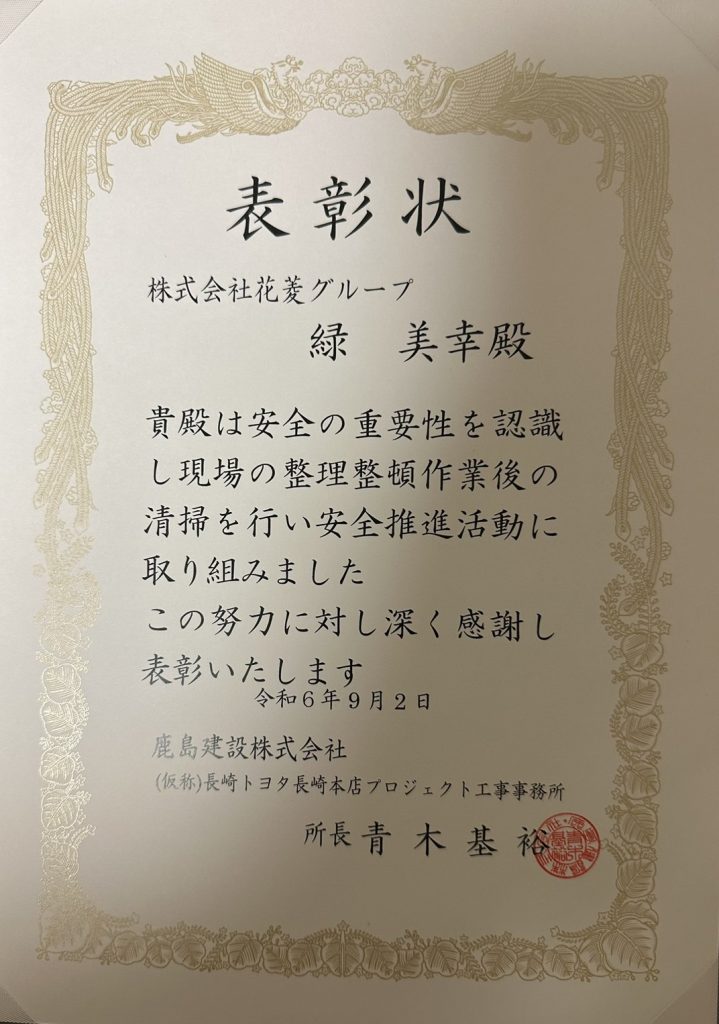 表彰状
株式会社花菱グループ
緑　美幸殿
貴殿は安全の重要性を認識
し現場の整理整頓作業後の
清掃を行い安全推進活動に
取り組みました
この努力に対し深く感謝し
表彰いたします
令和６年９月２日
鹿島建設株式会社
(仮称)長崎トヨタ長崎本店プロジェクト工事事務所
所長 青木基裕